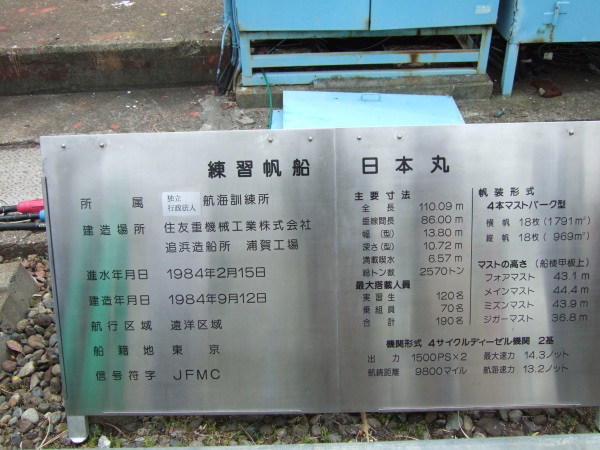 練習帆船 日本丸
所属 独立行政法人 航海訓練所
建造場所 住友重機械工業株式会社
追浜造船所 浦賀工場
進水年月日 1984年2月15日
建造年月日 1984年9月12日
航行区域 遠洋区域
船籍地 東京
信号符字 JFMC
主要寸法
全長 110.09m
垂線間長 86.00m
幅(型) 13.80m
深さ(型) 10.72m
満載喫水 6.57m
総トン数 2570トン
最大搭載人員
実習生 120名
乗組員 70名
合計 190名
帆装形式
4本マストバーク型
横帆 18枚(1791㎡)
縦帆 18枚(969㎡)
マストの高さ(船楼甲板上)
フォアマスト 43.1m
メインマスト 44.4m
ミズンマスト 43.9m
ジガーマスト 36.8m
機関形式 4サイクルディーゼル機関 2基
出力 1500PS×2 最大速力 14.3ノット
航続距離 9800マイル 航海速力 13.2ノット